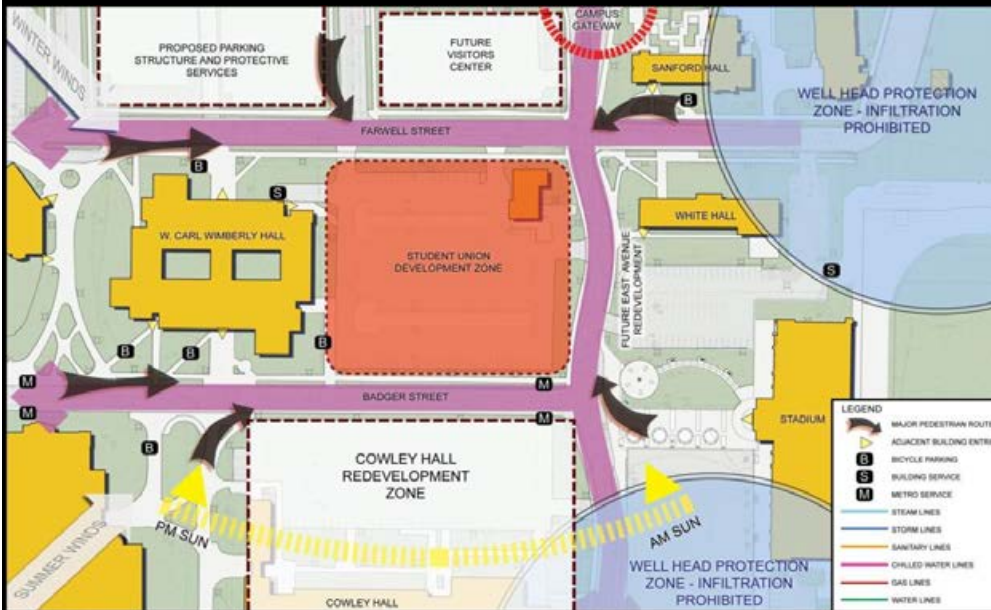 CAMPUS
GATEWAY
WINTER WINDS
PROPOSED PARKING
STRUCTURE AND PROTECTIVE
SERVICES
FUTURE
VISITORS
CENTER
SANFORD HALL
B
WELL HEAD PROTECTION
ZONE - INFILTRATION
PROHIBITED
FARWELL STREET
B
S
W. CARL WIMBERLY HALL
STUDENT UNION
DEVELOPMENT ZONE
WHITE HALL
FUTURE EAST AVENUE
REDEVELOPMENT
S
B
B
B
M
M
BADGER STREET
M
M
STADIUM
B
COWLEY HALL
REDEVELOPMENT
ZONE
PM SUN
AM SUN
SUMMER WINDS
WELL HEAD PROTECTION
ZONE - INFILTRATION
PROHIBITED
COWLEY HALL
LEGEND
MAJOR PEDESTRIAN ROUTE
ADJACENT BUILDING ENTRI
B BICYCLE PARKING
S BUILDING SERVICE
M METRO SERVICE
STEAM LINES
STORM LINES
SANITARY LINES
CHILLED WATER LINES
GAS LINES
WATER LINES